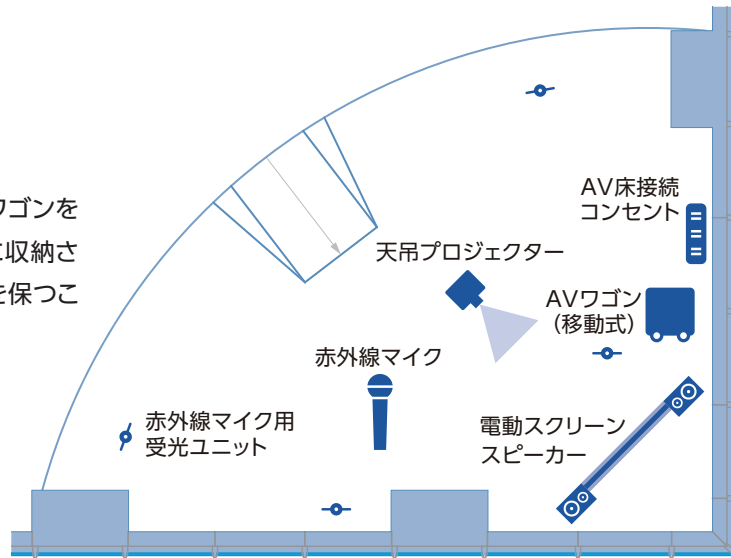 ワゴンを
に収納さ
を保つこ
AV床接続
コンセント
天吊プロジェクター
AVワゴン
（移動式）
赤外線マイク
赤外線マイク用
受光ユニット
電動スクリーン
スピーカー